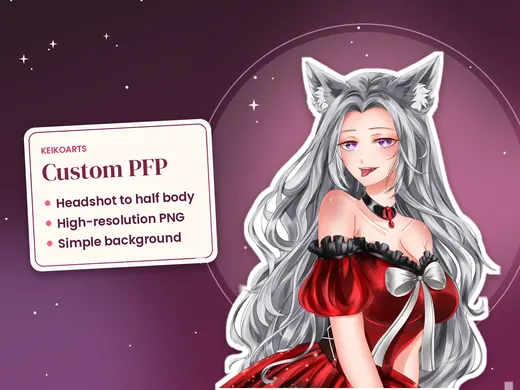 KEIKOARTS
Custom PFP
Headshot to half body
High-resolution PNG
Simple background